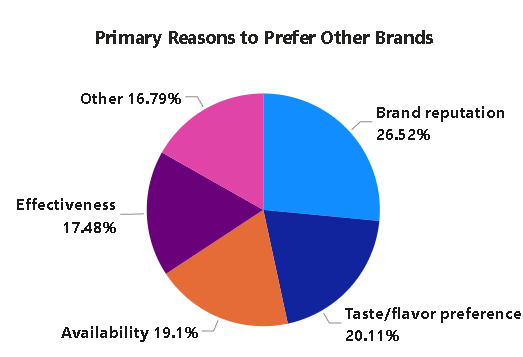 Primary Reasons to Prefer Other Brands
Other 16.79%
Brand reputation
26.52%
Effectiveness
17.48%
Availability 19.1%
Taste/flavor preference
20.11%